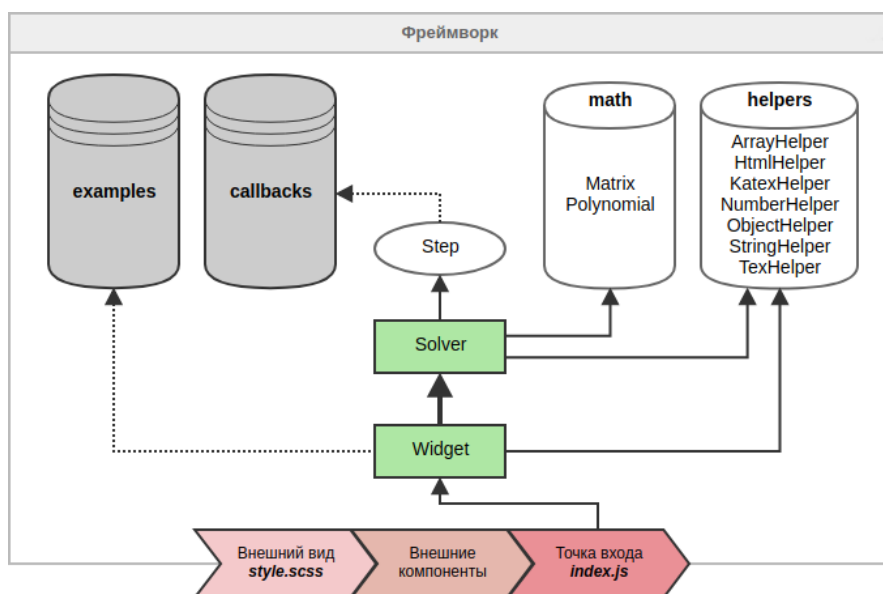 Фреймворк
examples
callbacks
math
Matrix
Polynomial
helpers
ArrayHelper
HtmlHelper
KatexHelper
NumberHelper
ObjectHelper
StringHelper
TexHelper
Step
Solver
Widget
Внешний вид
style.scss
Внешние
компоненты
Точка входа
index.js